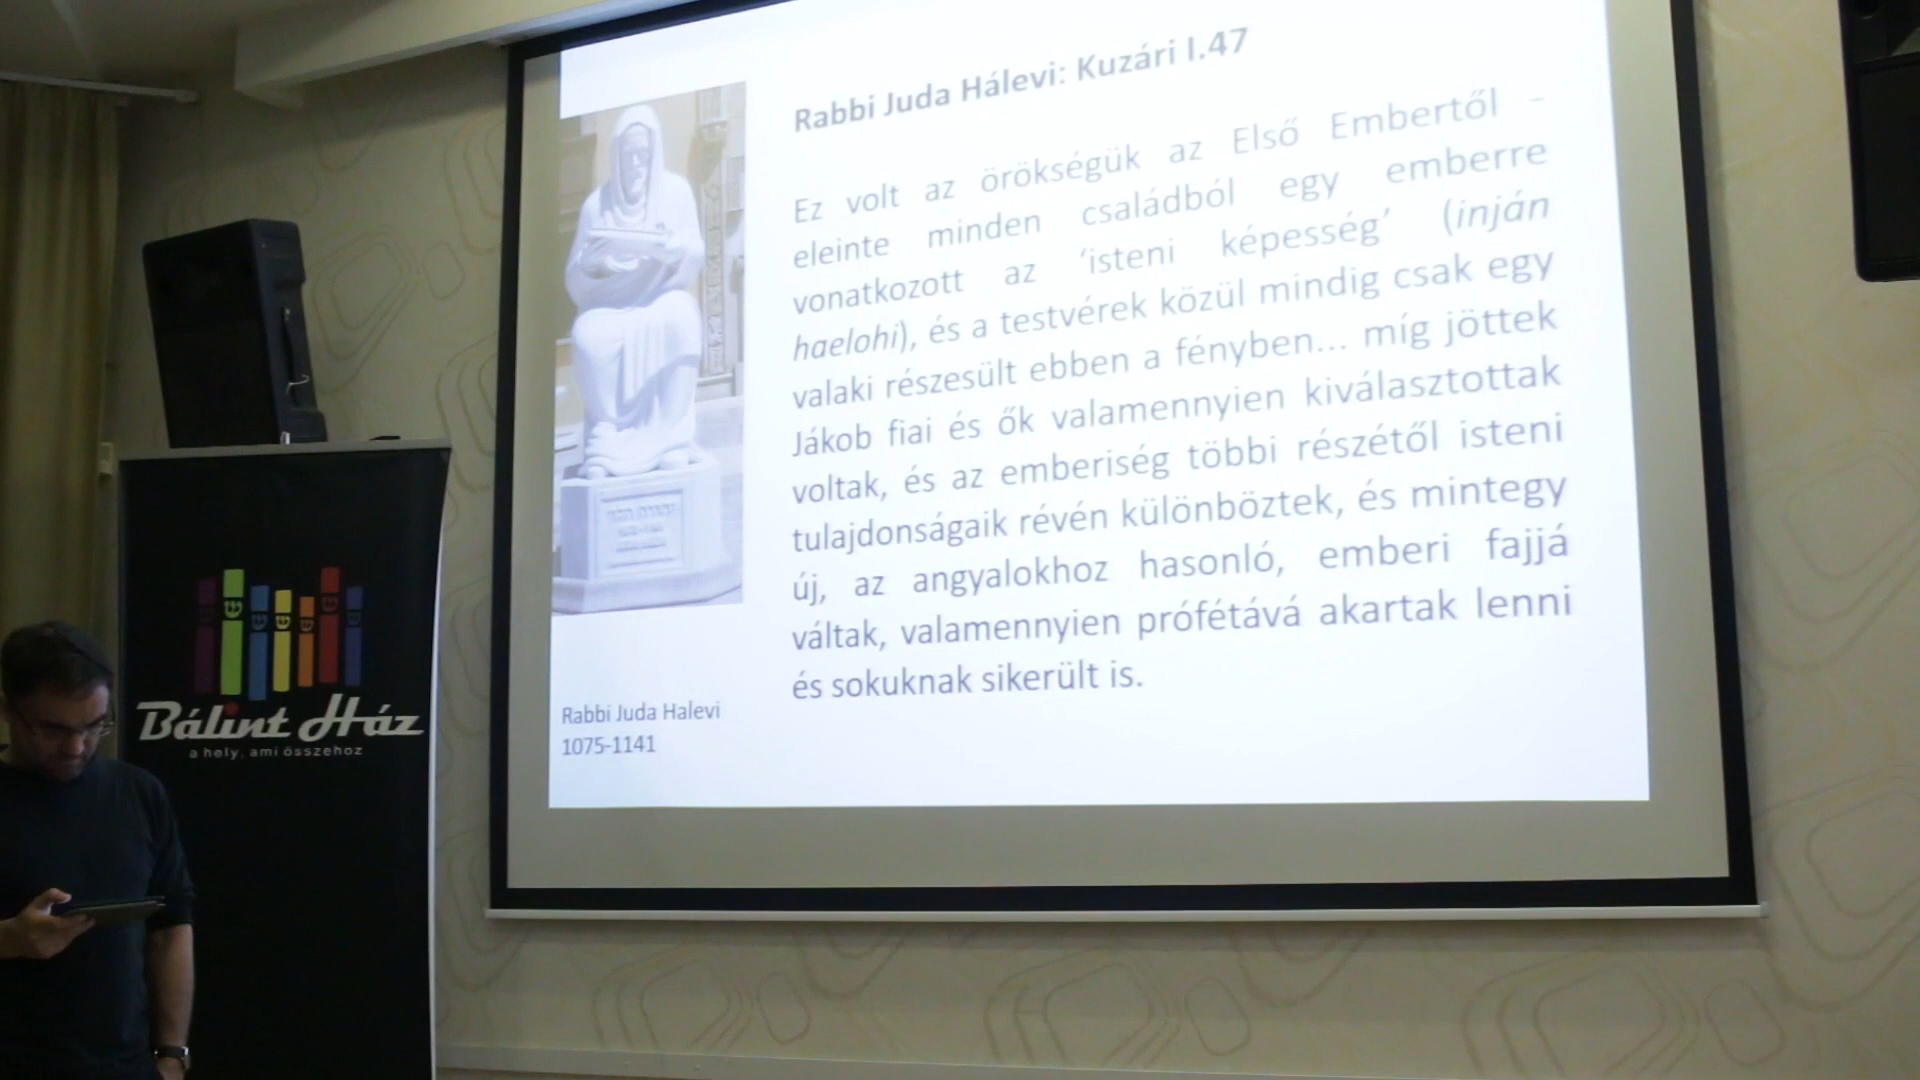 Rabbi Juda Hálevi: Kuzári I.47
Ez volt az örökségük az Első Embertől -
eleinte minden családból egy emberre
vonatkozott az ‘isteni képesség’ (inján
haelohi), és a testvérek közül mindig csak egy
valaki részesült ebben a fényben... míg jöttek
Jákob fiai és ők valamennyien kiválasztottak
voltak, és az emberiség többi részétől isteni
tulajdonságaik révén különböztek, és mintegy
új, az angyalokhoz hasonló, emberi fajjá
váltak, valamennyien prófétává akartak lenni
és sokuknak sikerült is.
Rabbi Juda Halevi
1075-1141
Bálint Ház
a hely, ami összehoz